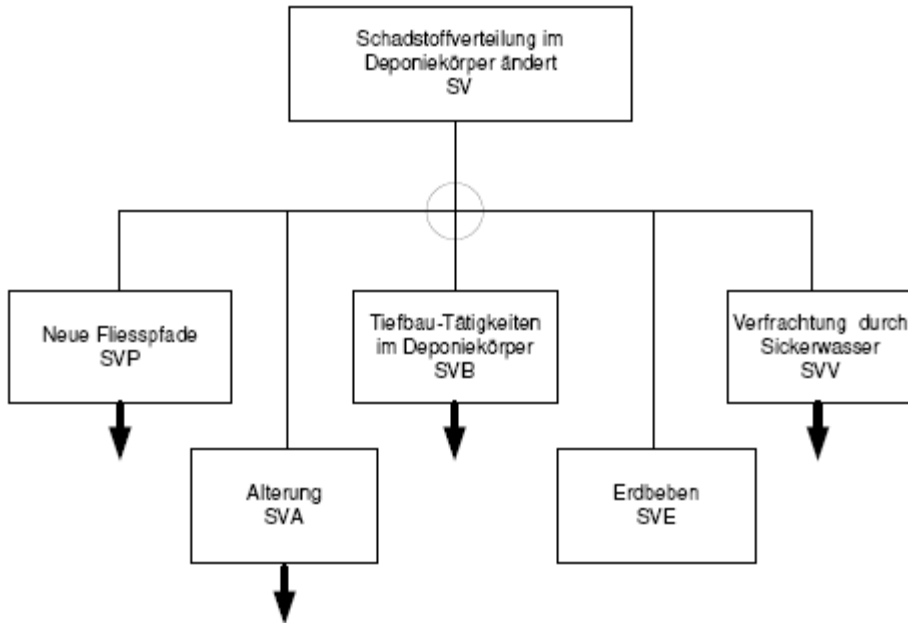 Schadstoffverteilung im
Deponiekörper ändert
SV
Neue Fliesspfade
SVP
Tiefbau-Tätigkeiten
im Deponiekörper
SVB
Verfrachtung durch
Sickerwasser
SVV
Alterung
SVA
Erdbeben
SVE